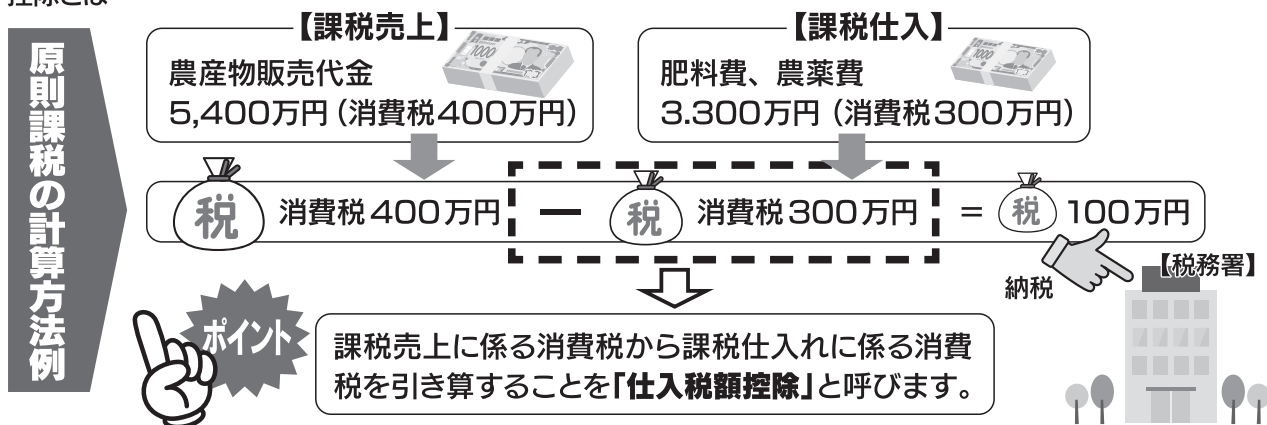 控除とは
原則課税の計算方法例
【課税売上】
農産物販売代金
5,400万円(消費税400万円)
【課税仕入】
肥料費、農薬費
3.300万円(消費税300万円)
税 消費税400万円 − 税 消費税300万円 = 税 100万円
納税
【税務署】
ポイント
課税売上に係る消費税から課税仕入れに係る消費
税を引き算することを「仕入税額控除」と呼びます。